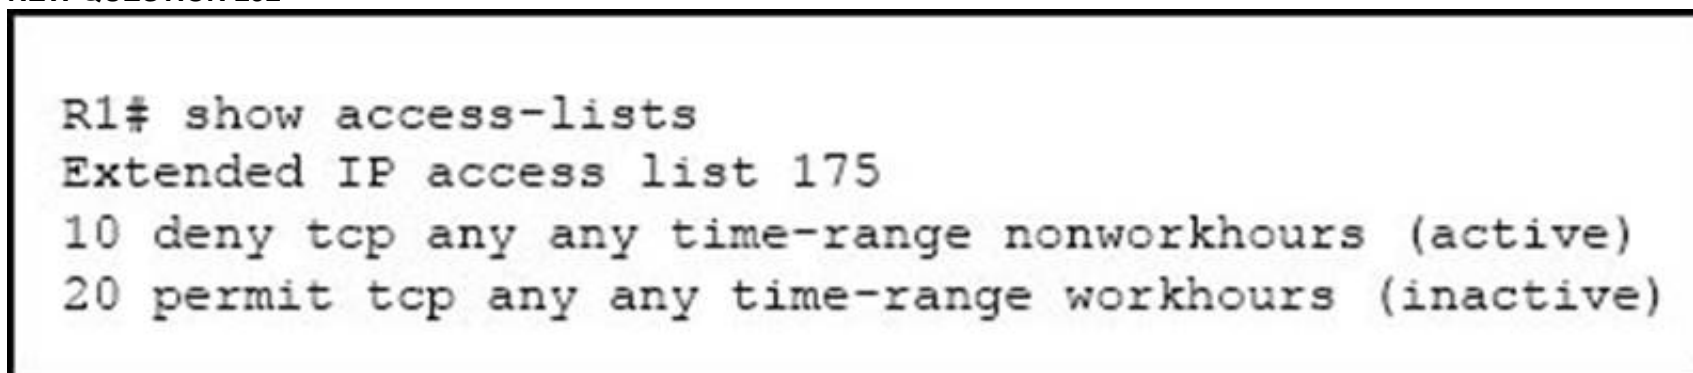 R1# show access-lists
Extended IP access list 175
10 deny tcp any any time-range nonworkhours (active)
20 permit tcp any any time-range workhours (inactive)